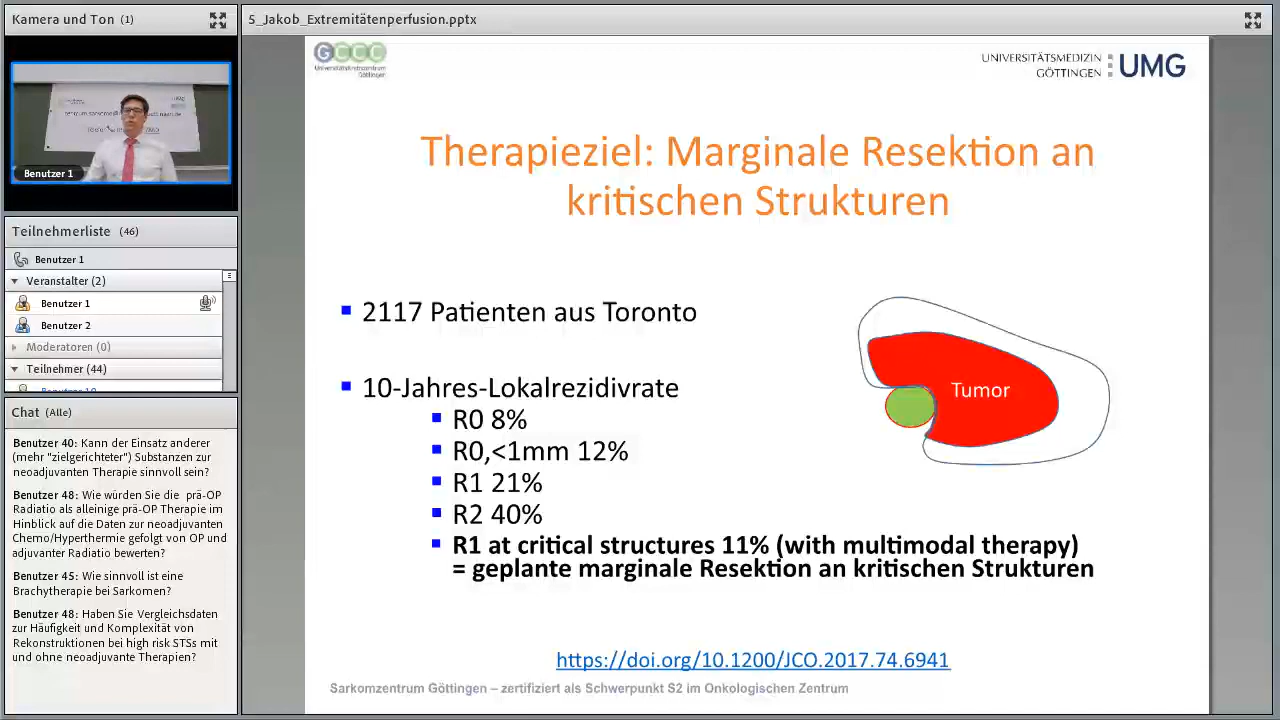 Kamera und Ton (1)
Benutzer 1
Teilnehmerliste (46)
Benutzer 1
Veranstalter (2)
Benutzer 1
Benutzer 2
Moderatoren (0)
Teilnehmer (44)
Chat (Alle)
Benutzer 40: Kann der Einsatz anderer
(mehr "zielgerichteter") Substanzen zur
neoadjuvanten Therapie sinnvoll sein?
Benutzer 48: Wie würden Sie die prä-OP
Radiatio als alleinige prä-OP Therapie im
Hinblick auf die Daten zur neoadjuvanten
Chemo/Hyperthermie gefolgt von OP und
adjuvanter Radiatio bewerten?
Benutzer 45: Wie sinnvoll ist eine
Brachytherapie bei Sarkomen?
Benutzer 48: Haben Sie Vergleichsdaten
zur Häufigkeit und Komplexität von
Rekonstruktionen bei high risk STSs mit
und ohne neoadjuvante Therapien?
5_Jakob_Extremitätenperfusion.pptx
GCCC
Universitätskrebszentrum
Göttingen
UNIVERSITÄTSMEDIZIN
GÖTTINGEN
UMG
Therapieziel: Marginale Resektion an
kritischen Strukturen
2117 Patienten aus Toronto
10-Jahres-Lokalrezidivrate
R0 8%
R0,<1mm 12%
R1 21%
R2 40%
R1 at critical structures 11% (with multimodal therapy)
= geplante marginale Resektion an kritischen Strukturen
Tumor
https://doi.org/10.1200/JCO.2017.74.6941
Sarkomzentrum Göttingen – zertifiziert als Schwerpunkt S2 im Onkologischen Zentrum